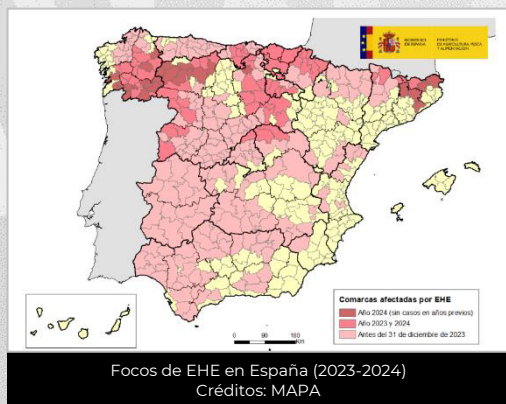 GOBIERNO
DE ESPAÑA
MINISTERIO
DE AGRICULTURA, PESCA
Y ALIMENTACIÓN
Comarcas afectadas por EHE
Año 2024 (sin casos en años previos)
Año 2023 y 2024
Antes del 31 de diciembre de 2023
0 90 180
Km
Focos de EHE en España (2023-2024)
Créditos: MAPA